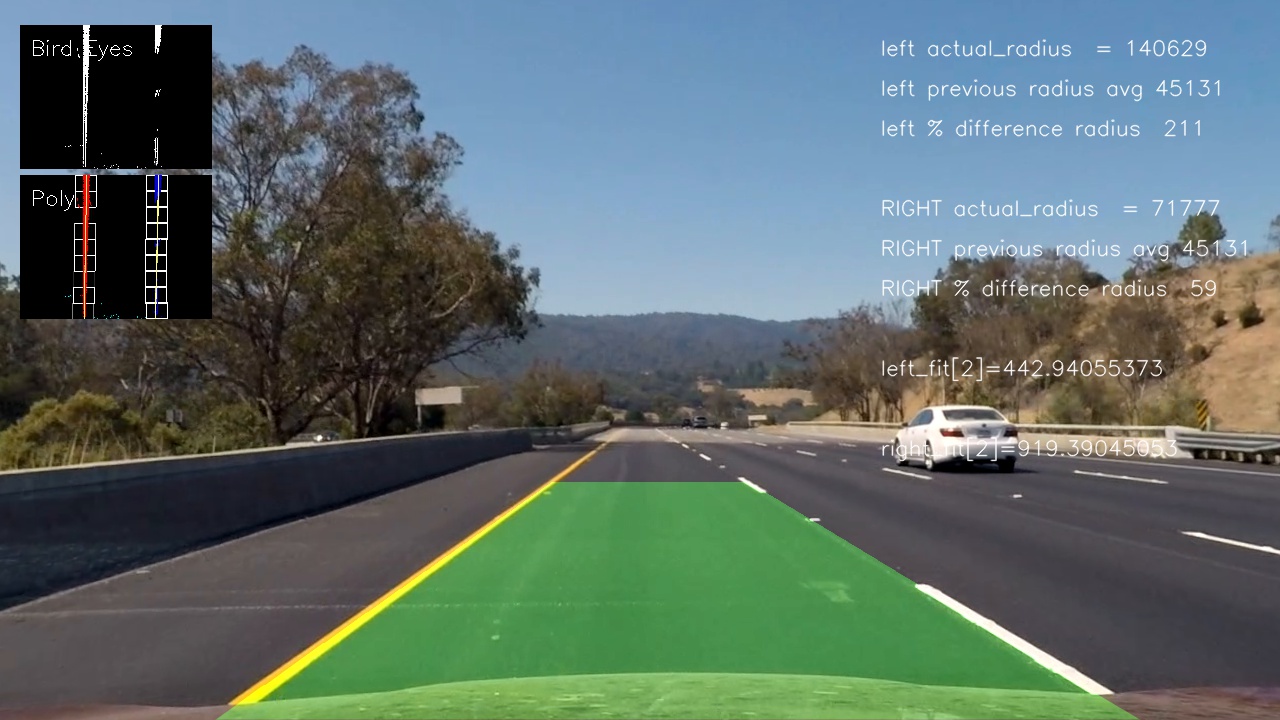 Bird Eyes
Poly
left actual_radius = 140629
left previous radius avg 45131
left % difference radius 211
RIGHT actual_radius = 71777
RIGHT previous radius avg 45131
RIGHT % difference radius 59
left_fit[2]=442.94055373
right_fit[2]=919.39045053